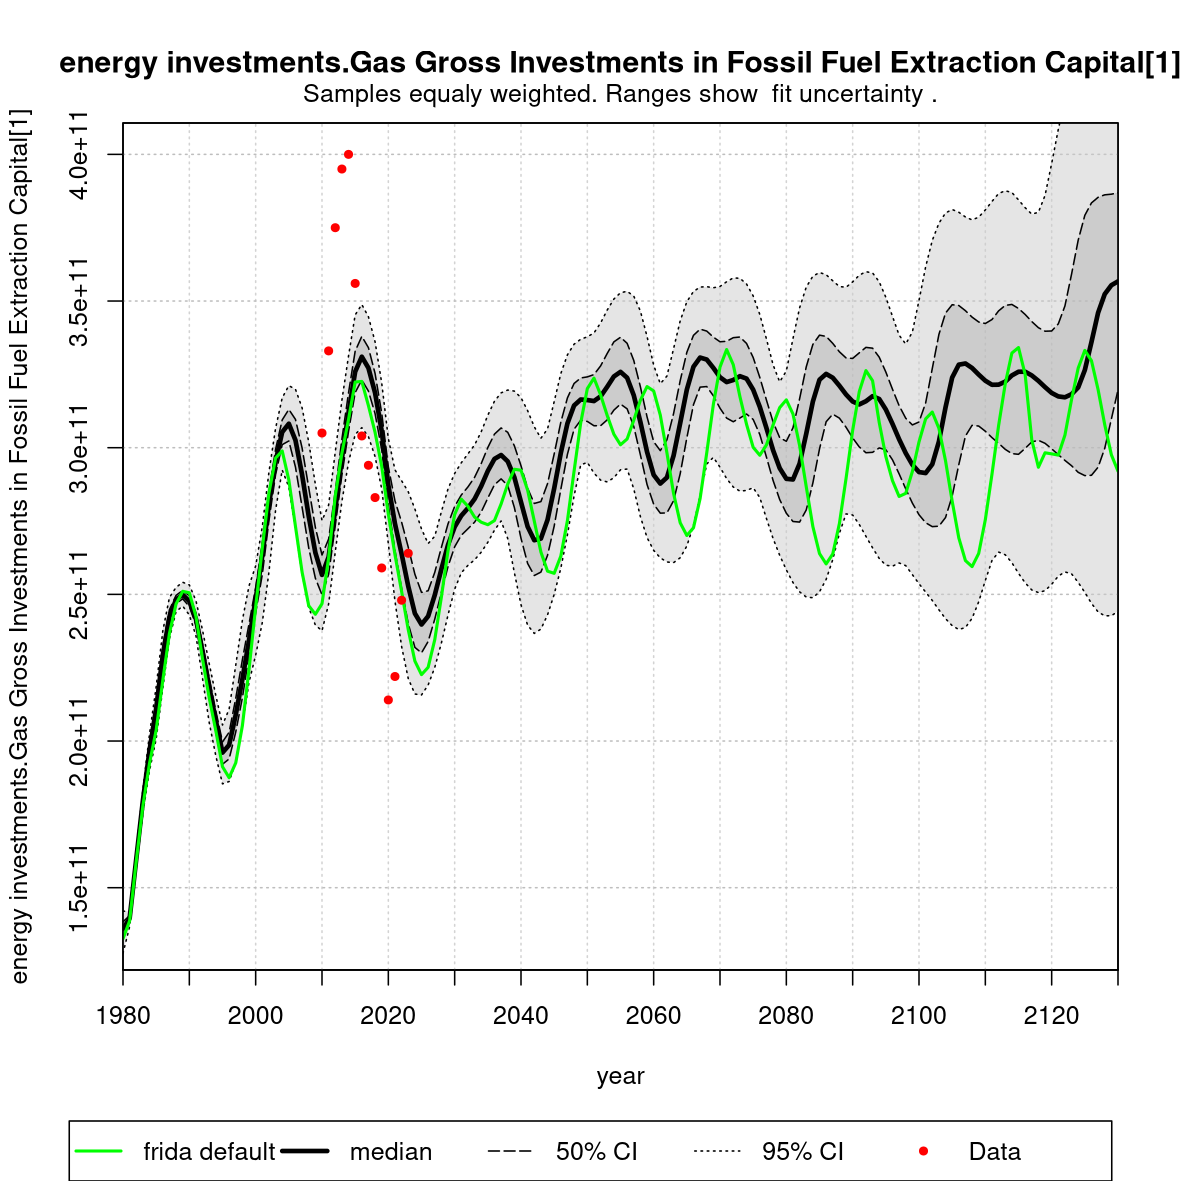 energy investments.Gas Gross Investments in Fossil Fuel Extraction Capital[1]
Samples equaly weighted. Ranges show  fit uncertainty .
energy investments.Gas Gross Investments in Fossil Fuel Extraction Capital[1]
4.0e+11
3.5e+11
3.0e+11
2.5e+11
2.0e+11
1.5e+11
1980 2000 2020 2040 2060 2080 2100 2120
year
frida default median 50% CI 95% CI Data